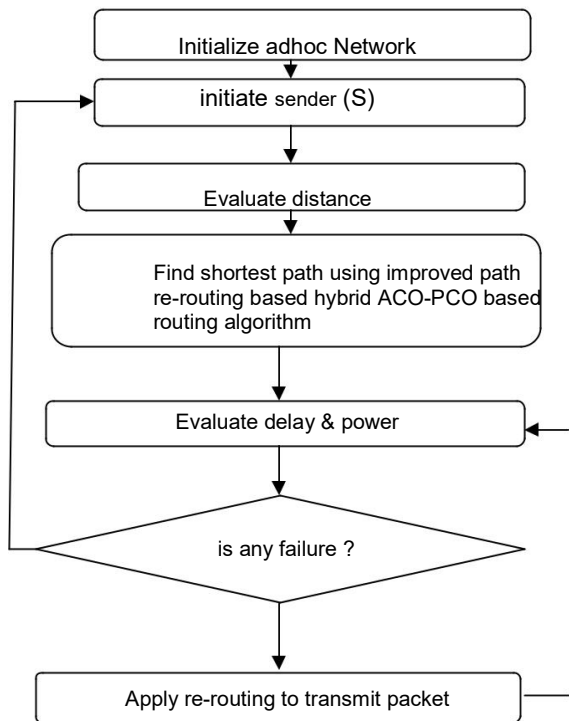 Initialize adhoc Network
initiate sender (S)
Evaluate distance
Find shortest path using improved path
re-routing based hybrid ACO-PCO based
routing algorithm
Evaluate delay & power
is any failure ?
Apply re-routing to transmit packet